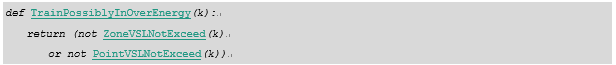 def TrainPossiblyInOverEnergy(k):
return (not ZoneVSLNotExceed(k)
or not PointVSLNotExceed(k))